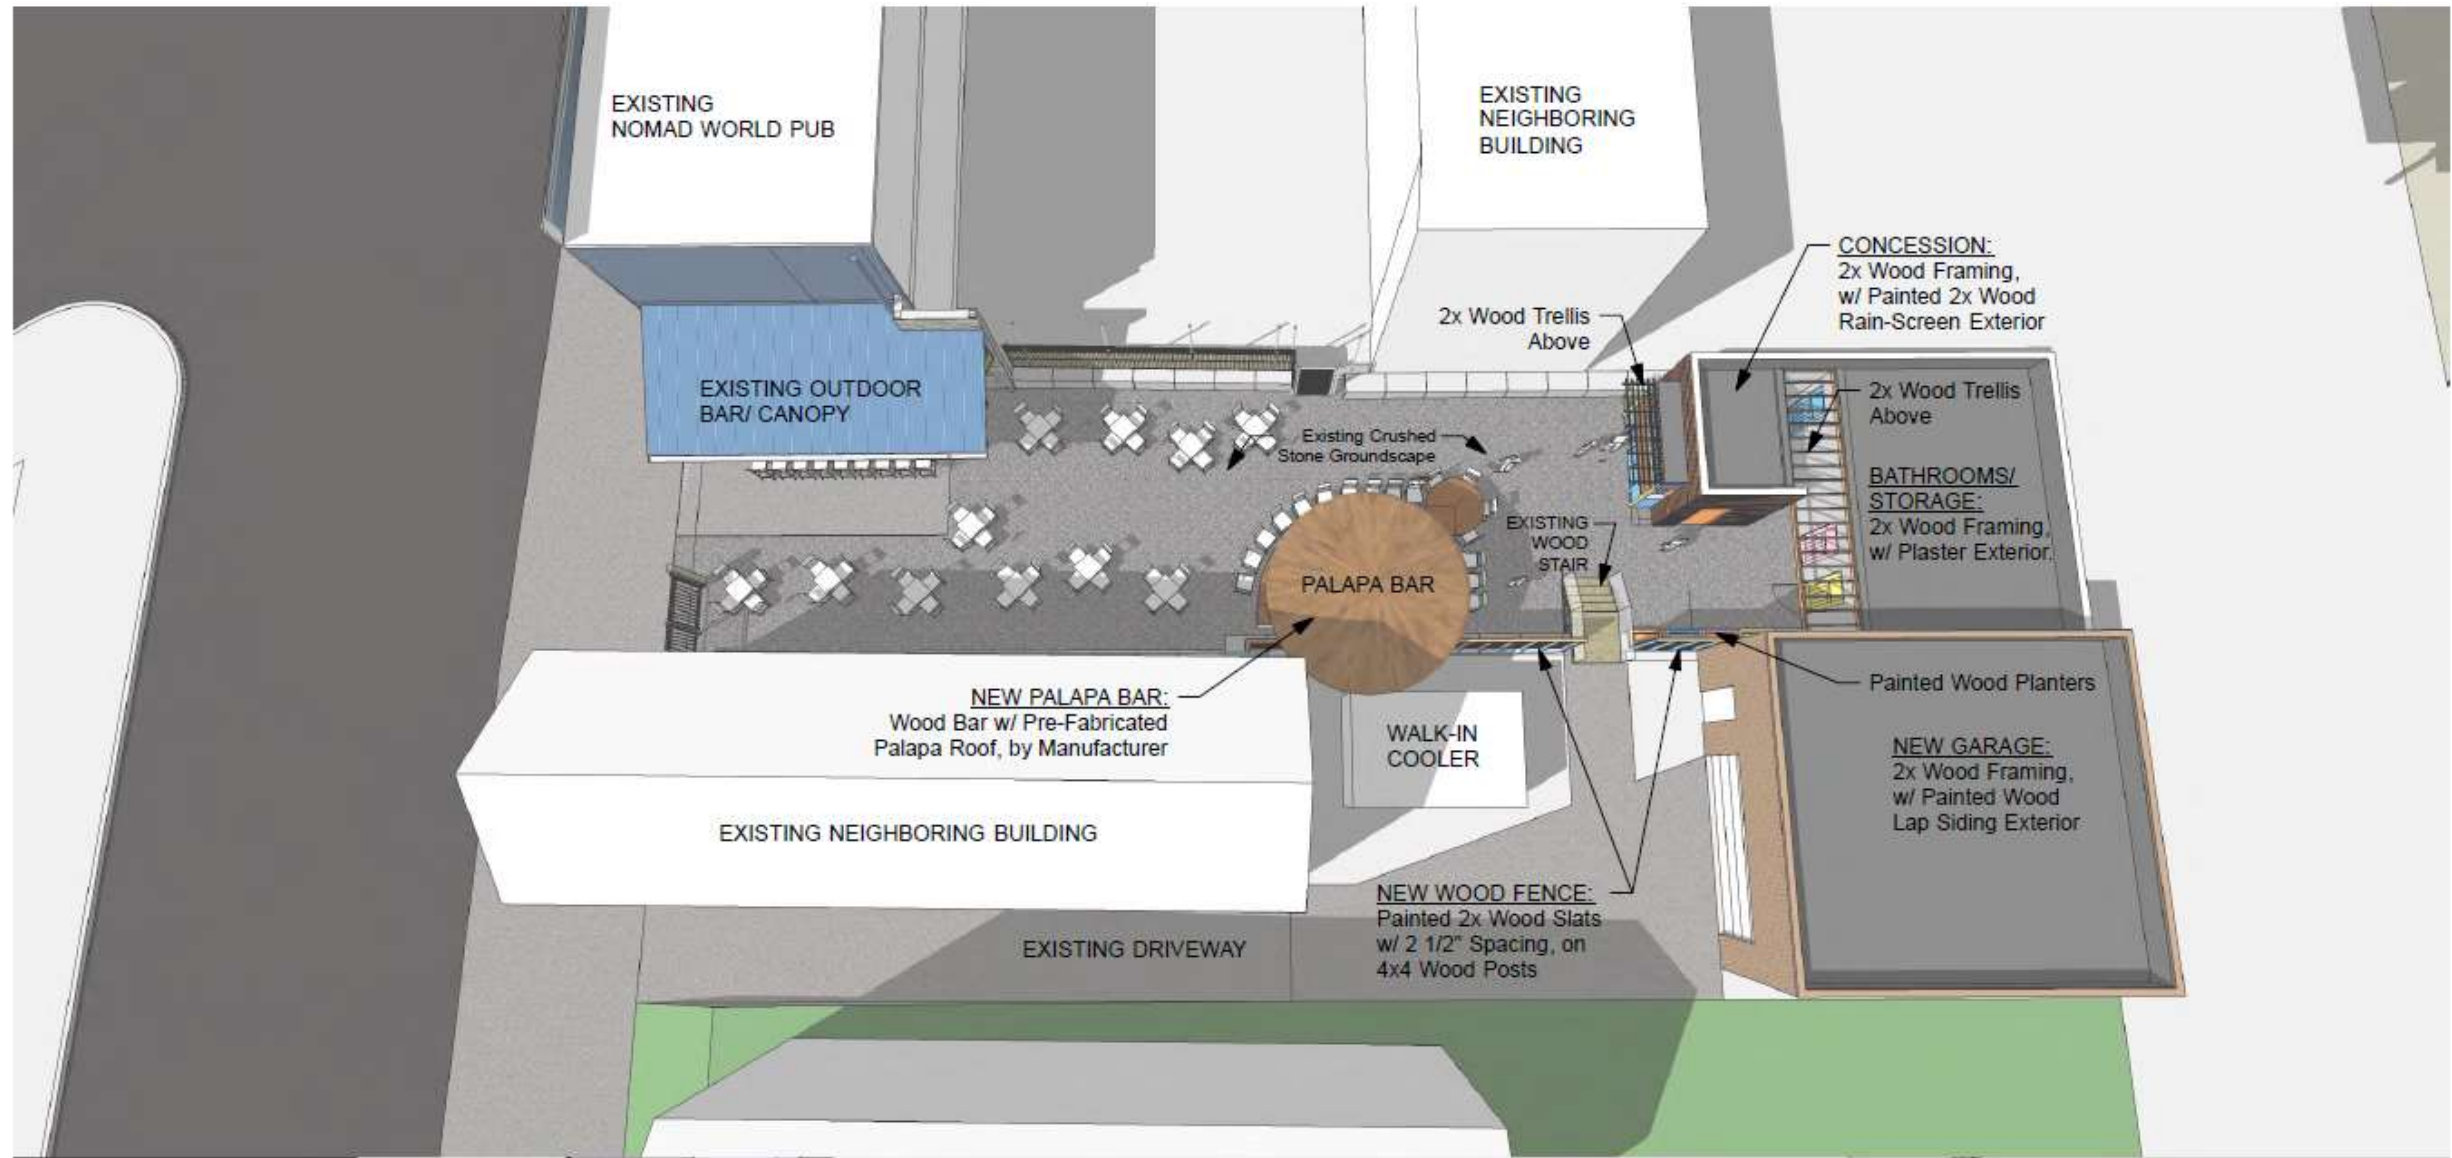 EXISTING
NOMAD WORLD PUB
EXISTING
NEIGHBORING
BUILDING
CONCESSION:
2x Wood Framing,
w/ Painted 2x Wood
Rain-Screen Exterior
2x Wood Trellis
Above
EXISTING OUTDOOR
BAR/ CANOPY
2x Wood Trellis
Above
Existing Crushed
Stone Groundscape
BATHROOMS/
STORAGE:
2x Wood Framing,
w/ Plaster Exterior.
EXISTING
WOOD
STAIR
PALAPA BAR
NEW PALAPA BAR:
Wood Bar w/ Pre-Fabricated
Palapa Roof, by Manufacturer
Painted Wood Planters
WALK-IN
COOLER
NEW GARAGE:
2x Wood Framing,
w/ Painted Wood
Lap Siding Exterior
EXISTING NEIGHBORING BUILDING
NEW WOOD FENCE:
Painted 2x Wood Slats
w/ 2 1/2" Spacing, on
4x4 Wood Posts
EXISTING DRIVEWAY